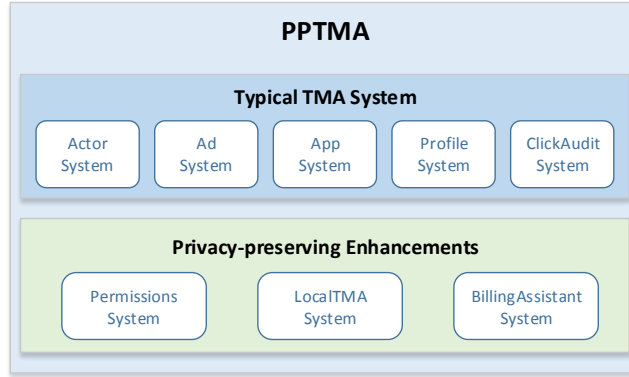 PPTMA
Typical TMA System
Actor
System
Ad
System
App
System
Profile
System
ClickAudit
System
Privacy-preserving Enhancements
Permissions
System
LocalTMA
System
BillingAssistant
System